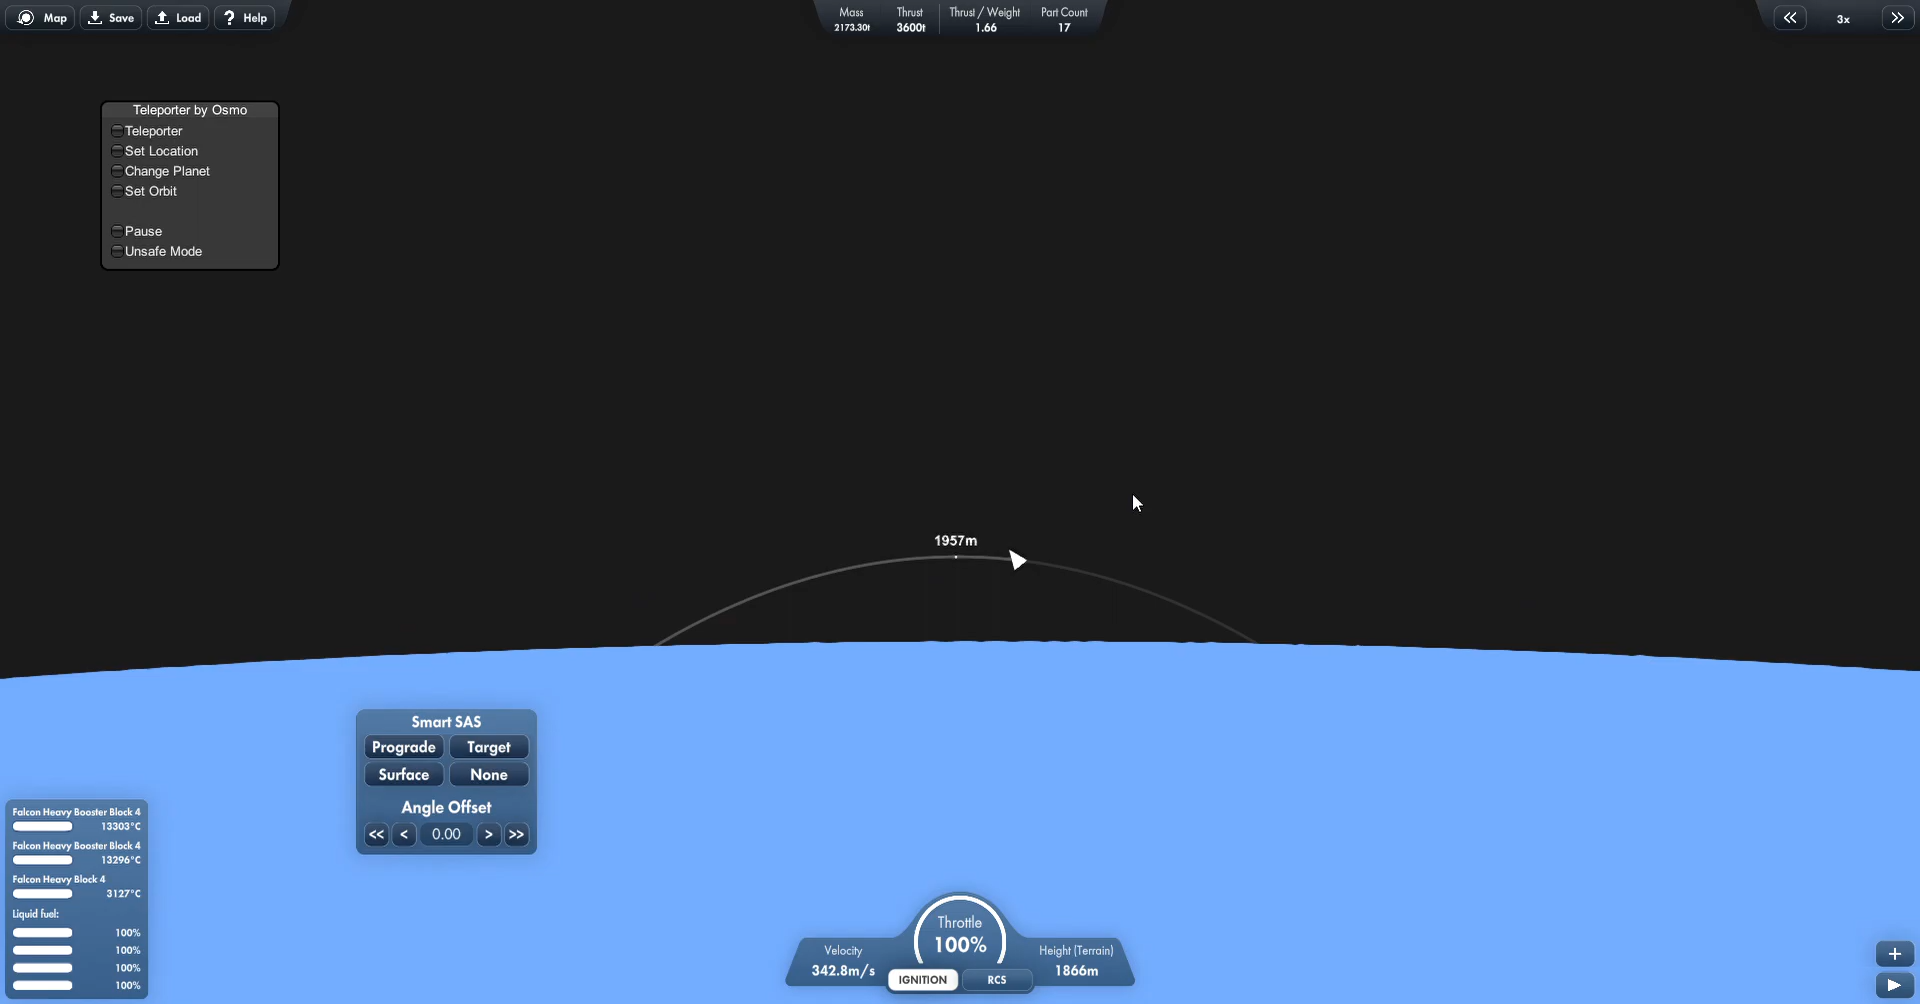 Map
Save
Load
? Help
Mass
2173.30t
Thrust
3600t
Thrust / Weight
1.66
Part Count
17
3x
Teleporter by Osmo
Teleporter
Set Location
Change Planet
Set Orbit
Pause
Unsafe Mode
1957m
Smart SAS
Prograde
Target
Surface
None
Angle Offset
<< < 0.00 > >>
Falcon Heavy Booster Block 4
13303°C
Falcon Heavy Booster Block 4
13296°C
Falcon Heavy Block 4
3127°C
Liquid fuel:
100%
100%
100%
100%
Throttle
100%
Velocity
342.8m/s
IGNITION
RCS
Height (Terrain)
1866m
+